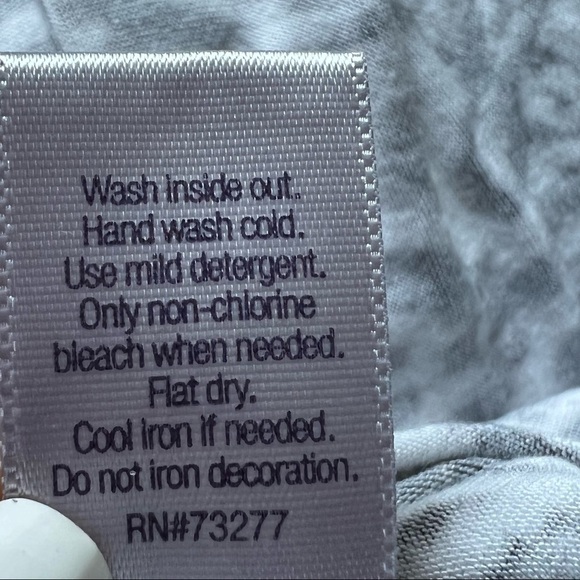 Wash inside out.
Hand wash cold.
Use mild detergent.
Only non-chlorine
bleach when needed.
Flat dry.
Cool iron if needed.
Do not iron decoration.
RN#73277